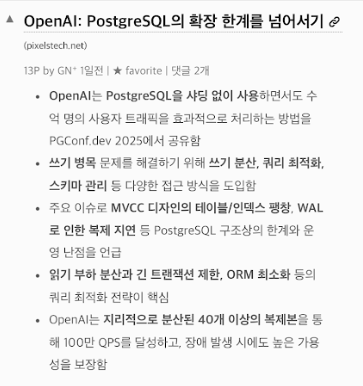 ▲ OpenAI: PostgreSQL의 확장 한계를 넘어서기
(pixelstech.net)
13P by GN⁺ 1일전 | ★ favorite | 댓글 2개
• OpenAI는 PostgreSQL을 샤딩 없이 사용하면서도 수
억 명의 사용자 트래픽을 효과적으로 처리하는 방법을
PGConf.dev 2025에서 공유함
• 쓰기 병목 문제를 해결하기 위해 쓰기 분산, 쿼리 최적화,
스키마 관리 등 다양한 접근 방식을 도입함
• 주요 이슈로 MVCC 디자인의 테이블/인덱스 팽창, WAL
로 인한 복제 지연 등 PostgreSQL 구조상의 한계와 운
영 난점을 언급
• 읽기 부하 분산과 긴 트랜잭션 제한, ORM 최소화 등의
쿼리 최적화 전략이 핵심
• OpenAI는 지리적으로 분산된 40개 이상의 복제본을 통
해 100만 QPS를 달성하고, 장애 발생 시에도 높은 가용
성을 보장함